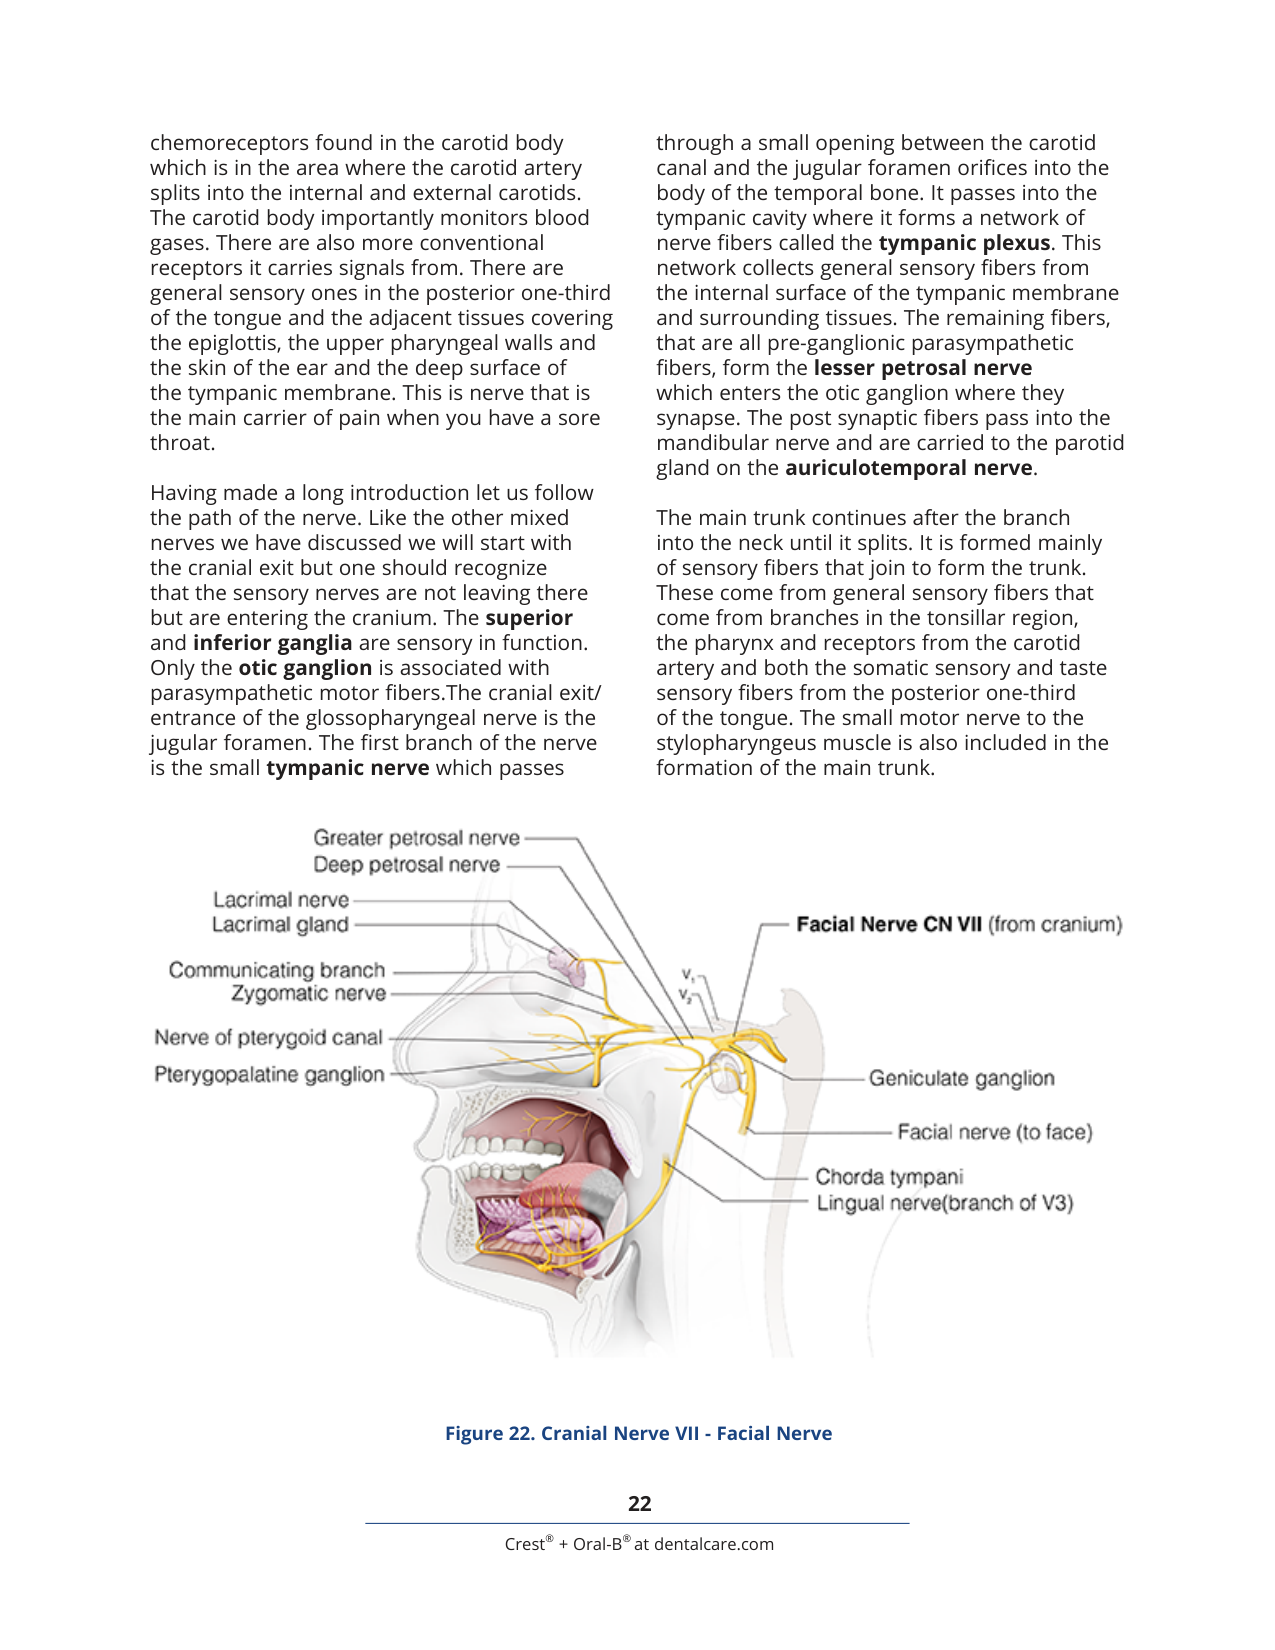 chemoreceptors found in the carotid body
which is in the area where the carotid artery
splits into the internal and external carotids.
The carotid body importantly monitors blood
gases. There are also more conventional
receptors it carries signals from. There are
general sensory ones in the posterior one-third
of the tongue and the adjacent tissues covering
the epiglottis, the upper pharyngeal walls and
the skin of the ear and the deep surface of
the tympanic membrane. This is nerve that is
the main carrier of pain when you have a sore
throat.
Having made a long introduction let us follow
the path of the nerve. Like the other mixed
nerves we have discussed we will start with
the cranial exit but one should recognize
that the sensory nerves are not leaving there
but are entering the cranium. The superior
and inferior ganglia are sensory in function.
Only the otic ganglion is associated with
parasympathetic motor fibers.The cranial exit/
entrance of the glossopharyngeal nerve is the
jugular foramen. The first branch of the nerve
is the small tympanic nerve which passes
through a small opening between the carotid
canal and the jugular foramen orifices into the
body of the temporal bone. It passes into the
tympanic cavity where it forms a network of
nerve fibers called the tympanic plexus. This
network collects general sensory fibers from
the internal surface of the tympanic membrane
and surrounding tissues. The remaining fibers,
that are all pre-ganglionic parasympathetic
fibers, form the lesser petrosal nerve
which enters the otic ganglion where they
synapse. The post synaptic fibers pass into the
mandibular nerve and are carried to the parotid
gland on the auriculotemporal nerve.
The main trunk continues after the branch
into the neck until it splits. It is formed mainly
of sensory fibers that join to form the trunk.
These come from general sensory fibers that
come from branches in the tonsillar region,
the pharynx and receptors from the carotid
artery and both the somatic sensory and taste
sensory fibers from the posterior one-third
of the tongue. The small motor nerve to the
stylopharyngeus muscle is also included in the
formation of the main trunk.
Greater petrosal nerve
Deep petrosal nerve
Lacrimal nerve
Lacrimal gland
Facial Nerve CN VII (from cranium)
Communicating branch
Zygomatic nerve
V₁
V₂
Nerve of pterygoid canal
Pterygopalatine ganglion
Geniculate ganglion
Facial nerve (to face)
Chorda tympani
Lingual nerve(branch of V3)
Figure 22. Cranial Nerve VII - Facial Nerve
22
Crest® + Oral-B® at dentalcare.com